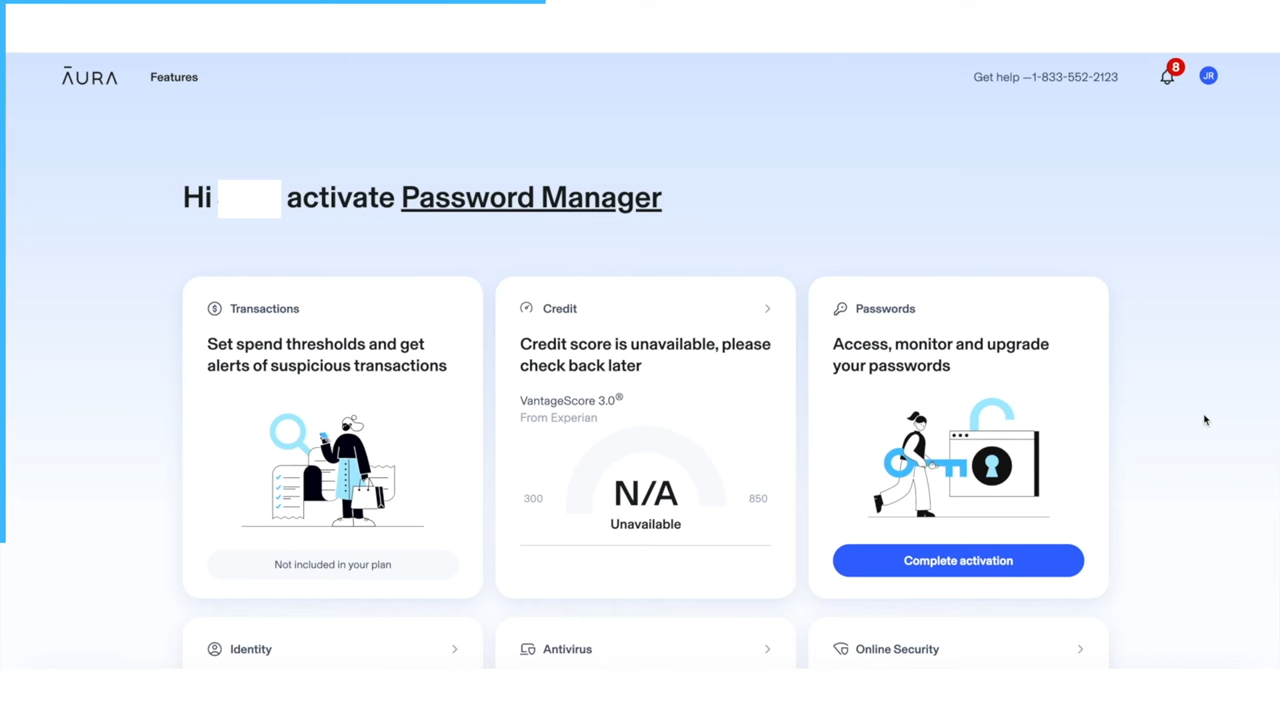 ĀURA
Features
Get help —1-833-552-2123
8
JR
Hi activate Password Manager
Transactions
Set spend thresholds and get
alerts of suspicious transactions
Not included in your plan
Credit
Credit score is unavailable, please
check back later
VantageScore 3.0®
From Experian
300
N/A
850
Unavailable
Passwords
Access, monitor and upgrade
your passwords
Complete activation
Identity
Antivirus
Online Security